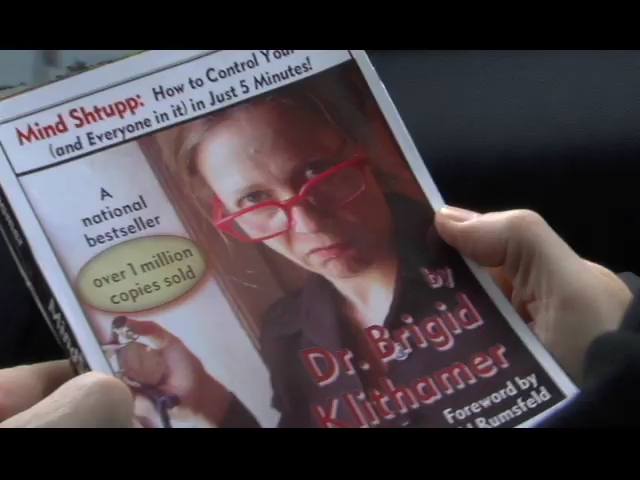 Mind Shtupp: How to Control Your
(and Everyone in it) in Just 5 Minutes!
A
national
bestseller
over 1 million
copies sold
by
Dr. Brigid
Klithamer
Foreword by
Rumsfeld